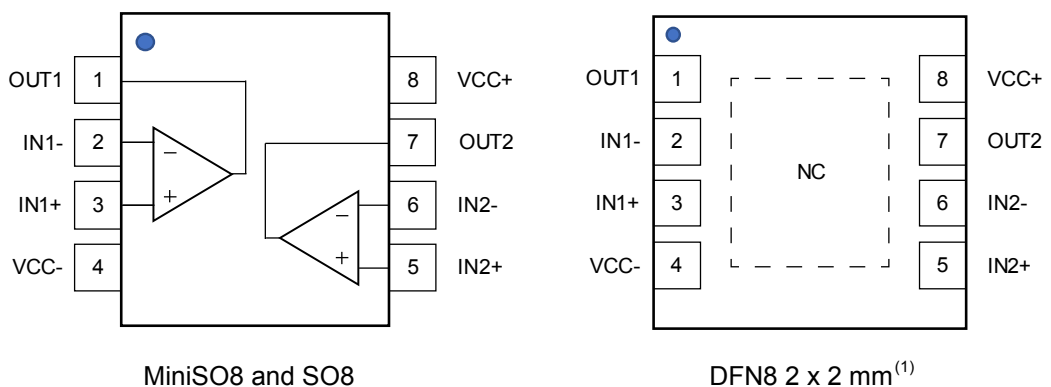 OUT1 1 8 VCC+
IN1- 2 − 7 OUT2
IN1+ 3 + − 6 IN2-
VCC- 4 + 5 IN2+
MiniSO8 and SO8
OUT1 1 8 VCC+
IN1- 2 7 OUT2
NC
IN1+ 3 6 IN2-
VCC- 4 5 IN2+
DFN8 2 x 2 mm(1)